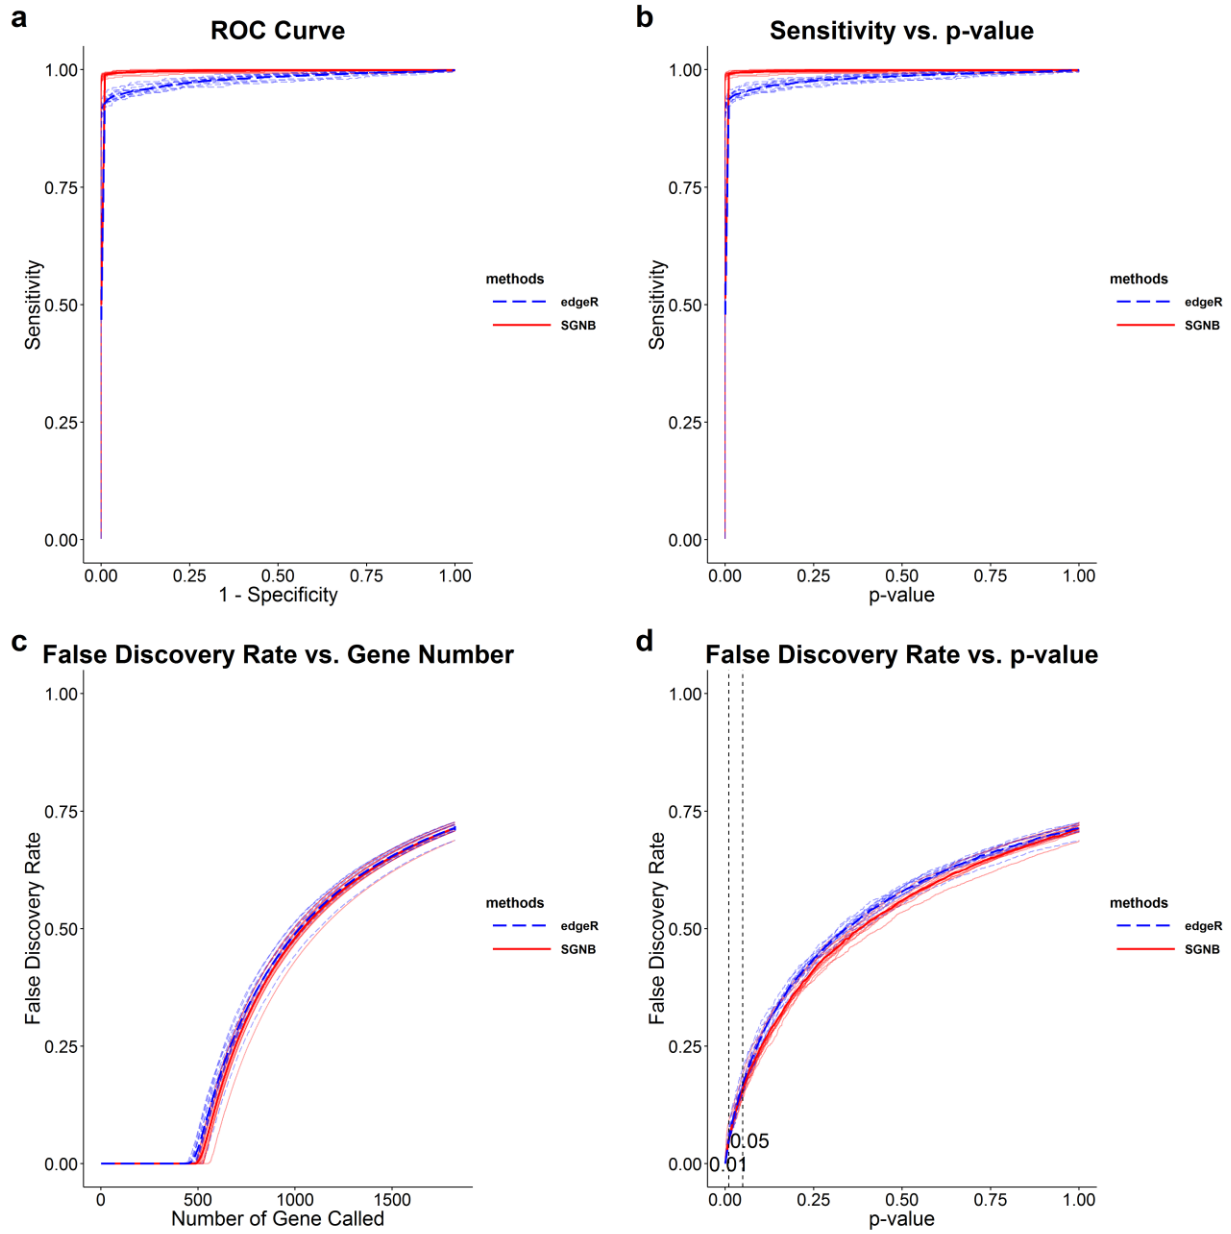 a
ROC Curve
1.00
0.75
0.50
0.25
0.00
Sensitivity
0.00 0.25 0.50 0.75 1.00
1 - Specificity
methods
edgeR
SGNB
b
Sensitivity vs. p-value
1.00
0.75
0.50
0.25
0.00
Sensitivity
0.00 0.25 0.50 0.75 1.00
p-value
methods
edgeR
SGNB
c
False Discovery Rate vs. Gene Number
1.00
0.75
0.50
0.25
0.00
False Discovery Rate
0 500 1000 1500
Number of Gene Called
methods
edgeR
SGNB
d
False Discovery Rate vs. p-value
1.00
0.75
0.50
0.25
0.00
False Discovery Rate
0.05
0.01
0.00 0.25 0.50 0.75 1.00
p-value
methods
edgeR
SGNB